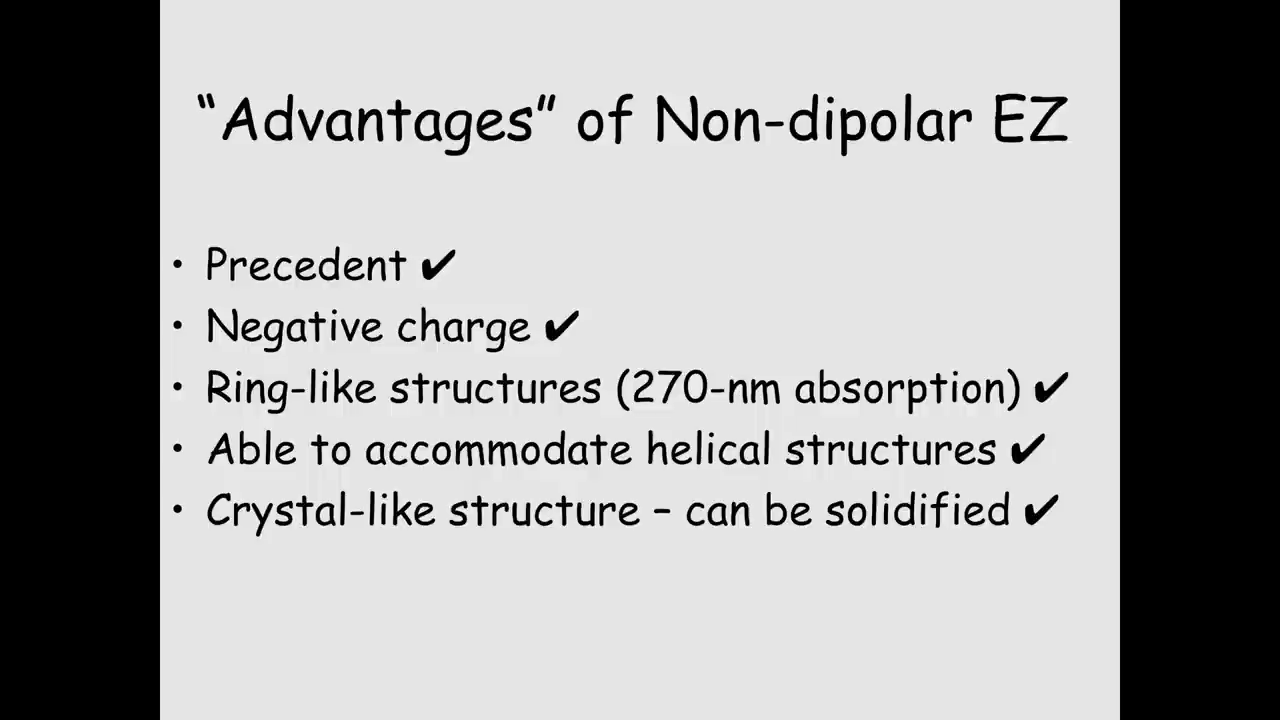 “Advantages” of Non-dipolar EZ
• Precedent ✔
• Negative charge ✔
• Ring-like structures (270-nm absorption) ✔
• Able to accommodate helical structures ✔
• Crystal-like structure – can be solidified ✔